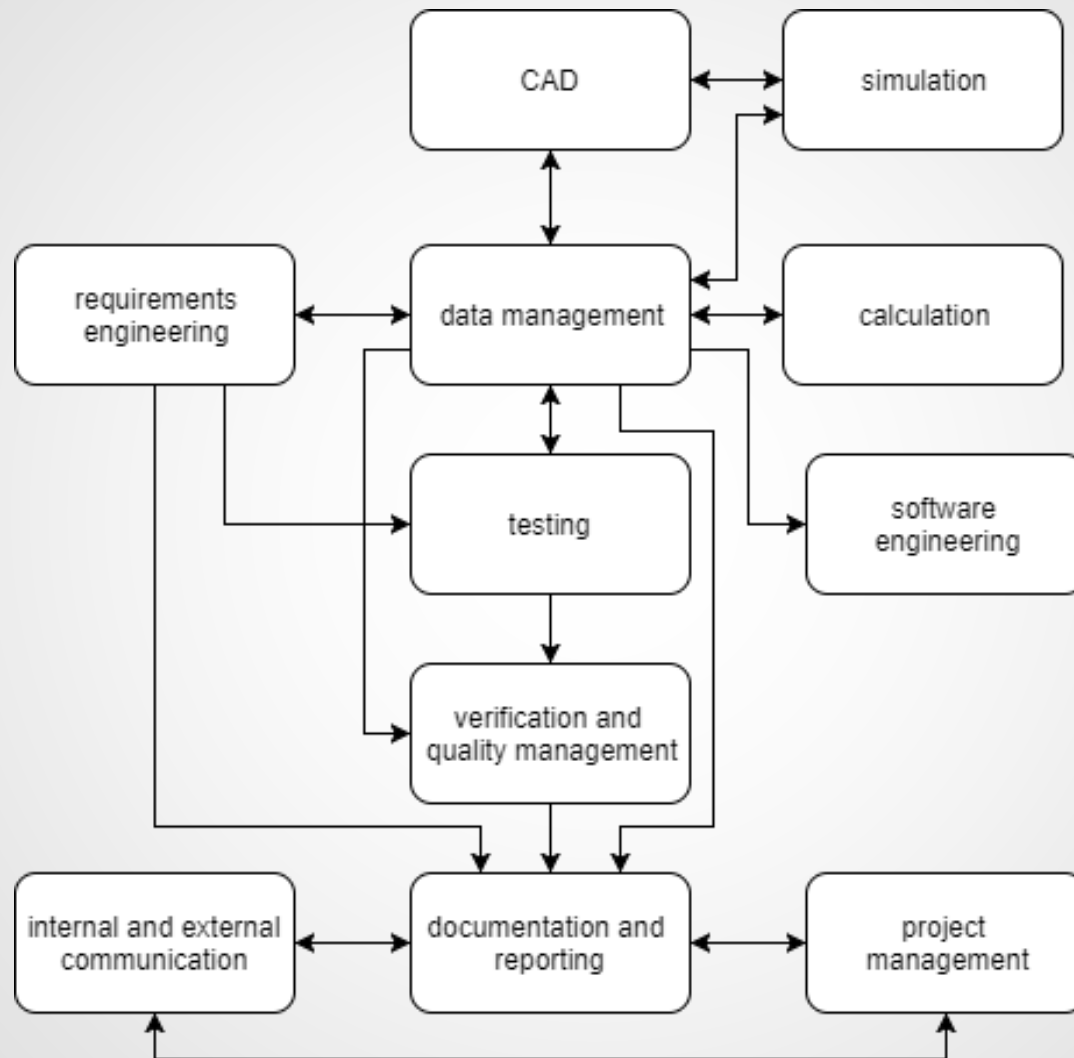 CAD
simulation
requirements
engineering
data management
calculation
testing
software
engineering
verification and
quality management
internal and external
communication
documentation and
reporting
project
management